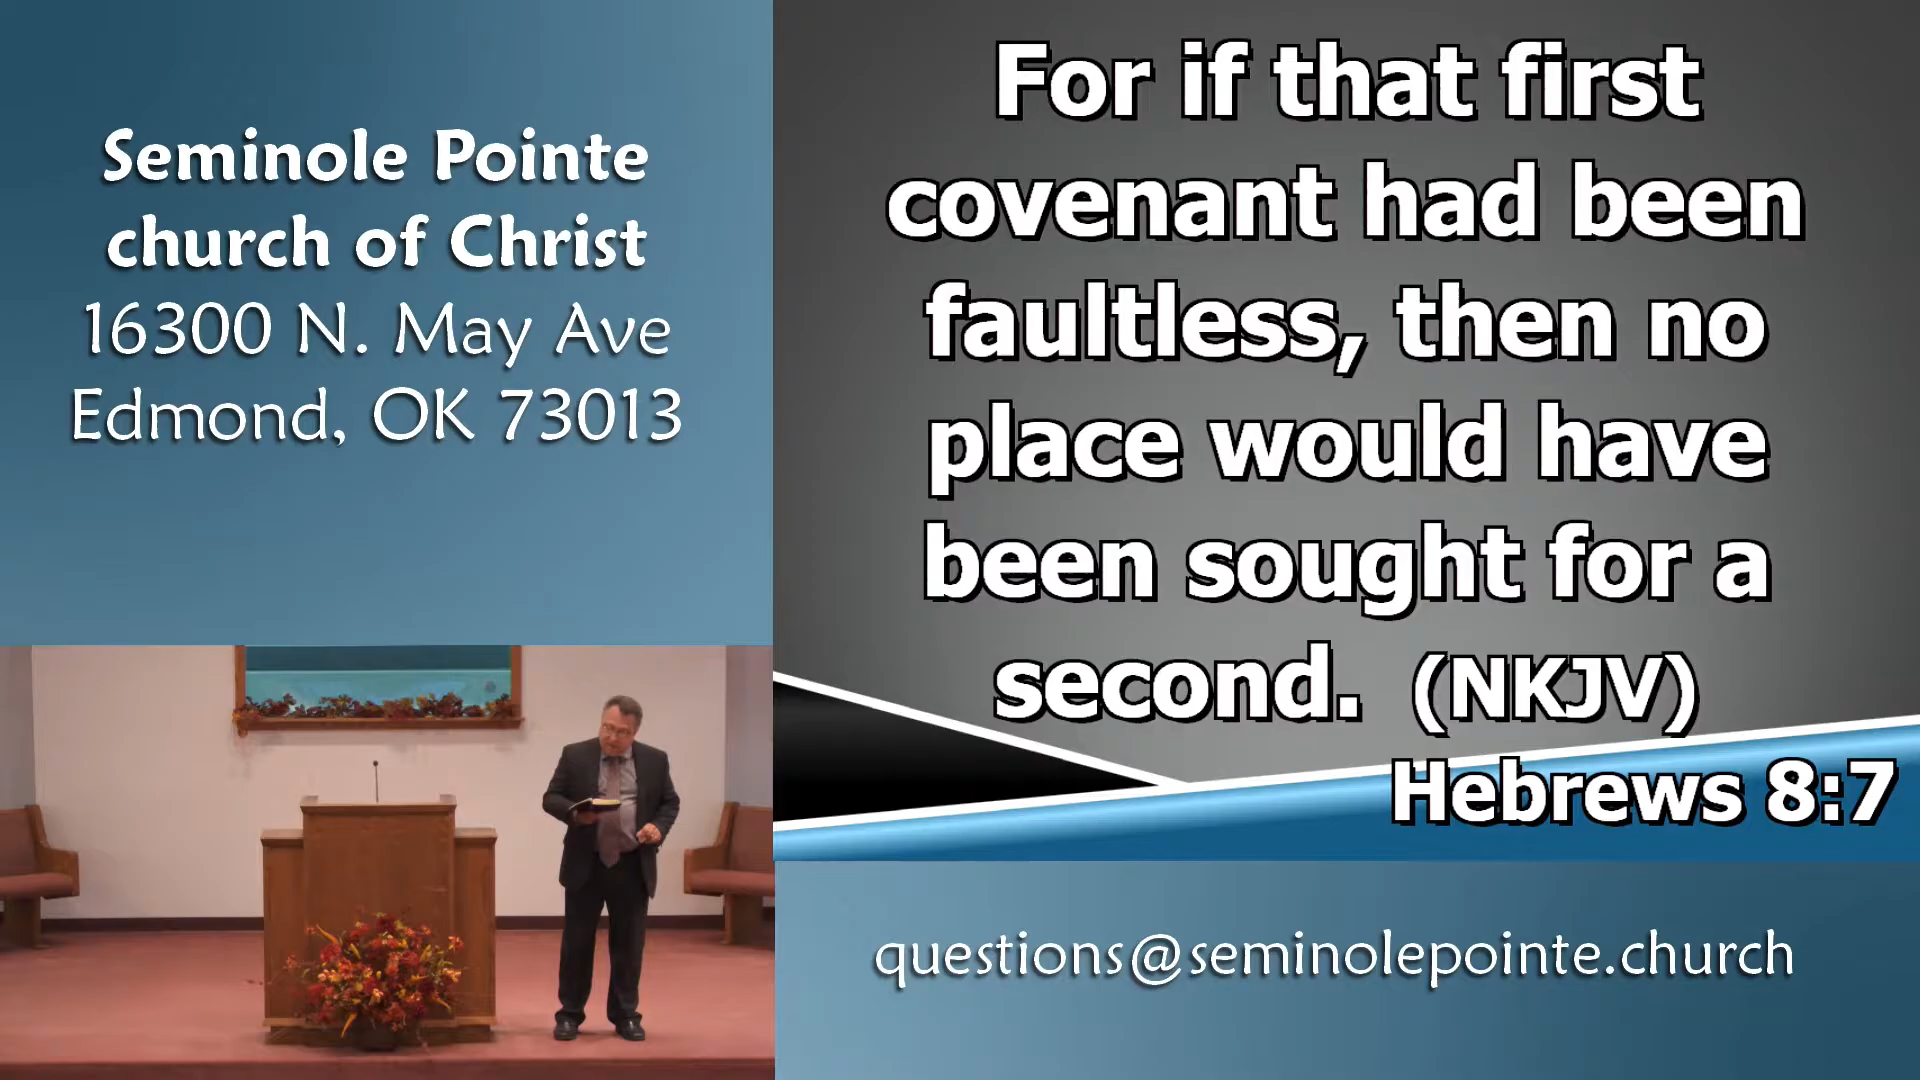 Seminole Pointe
church of Christ
16300 N. May Ave
Edmond, OK 73013
For if that first
covenant had been
faultless, then no
place would have
been sought for a
second. (NKJV)
Hebrews 8:7
questions@seminolepointe.church